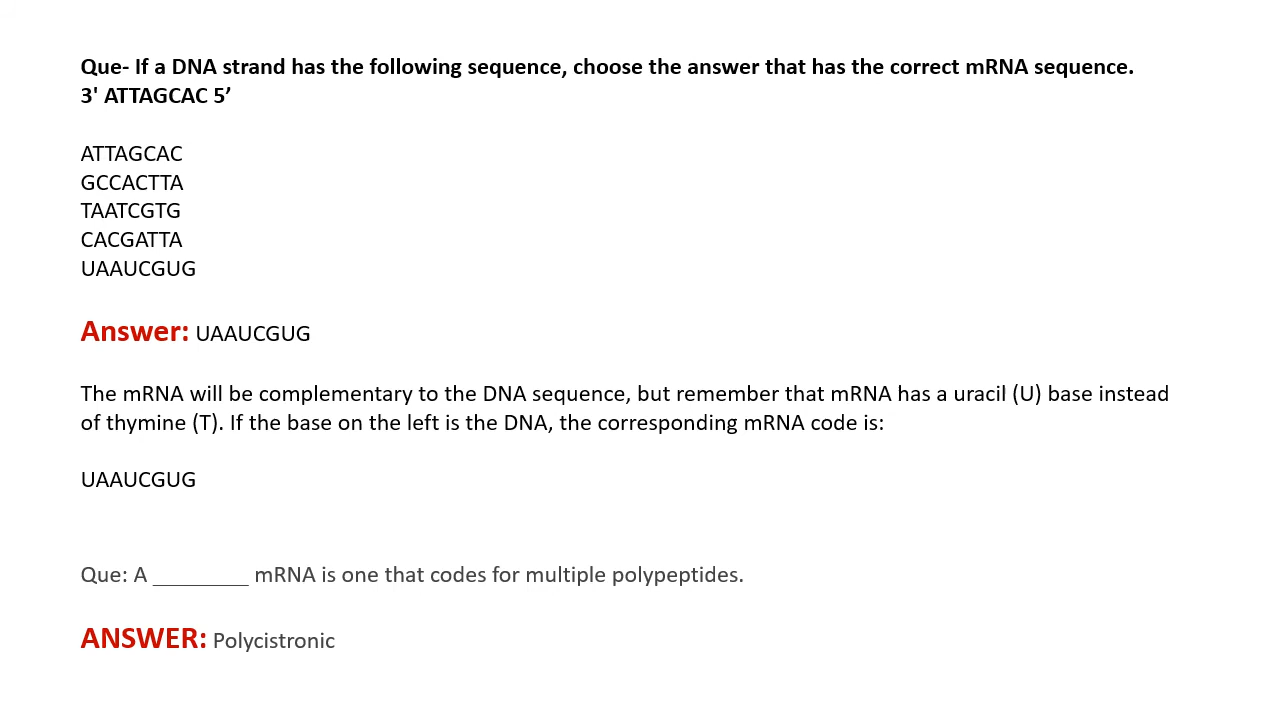 Que- If a DNA strand has the following sequence, choose the answer that has the correct mRNA sequence.
3' ATTAGCAC 5’
ATTAGCAC
GCCACTTA
TAATCGTG
CACGATTA
UAAUCGUG
Answer: UAAUCGUG
The mRNA will be complementary to the DNA sequence, but remember that mRNA has a uracil (U) base instead
of thymine (T). If the base on the left is the DNA, the corresponding mRNA code is:
UAAUCGUG
Que: A ________ mRNA is one that codes for multiple polypeptides.
ANSWER: Polycistronic